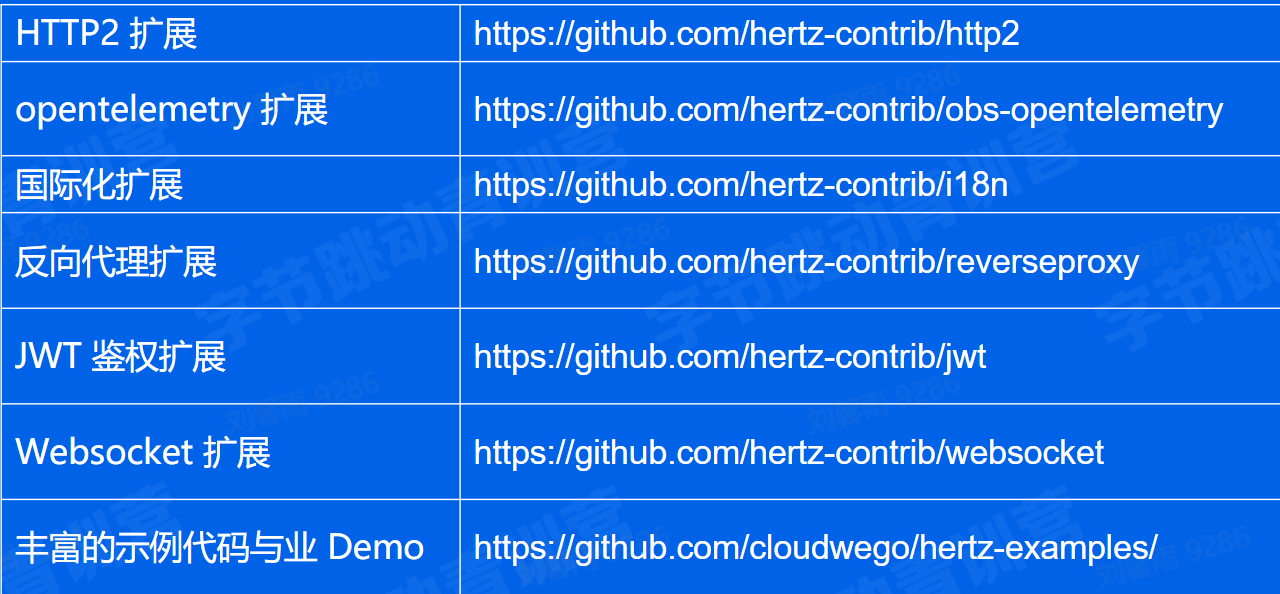 HTTP2 扩展 https://github.com/hertz-contrib/http2
opentelemetry 扩展 https://github.com/hertz-contrib/obs-opentelemetry
国际化扩展 https://github.com/hertz-contrib/i18n
反向代理扩展 https://github.com/hertz-contrib/reverseproxy
JWT 鉴权扩展 https://github.com/hertz-contrib/jwt
Websocket 扩展 https://github.com/hertz-contrib/websocket
丰富的示例代码与业 Demo https://github.com/cloudwego/hertz-examples/
字节跳动青训营